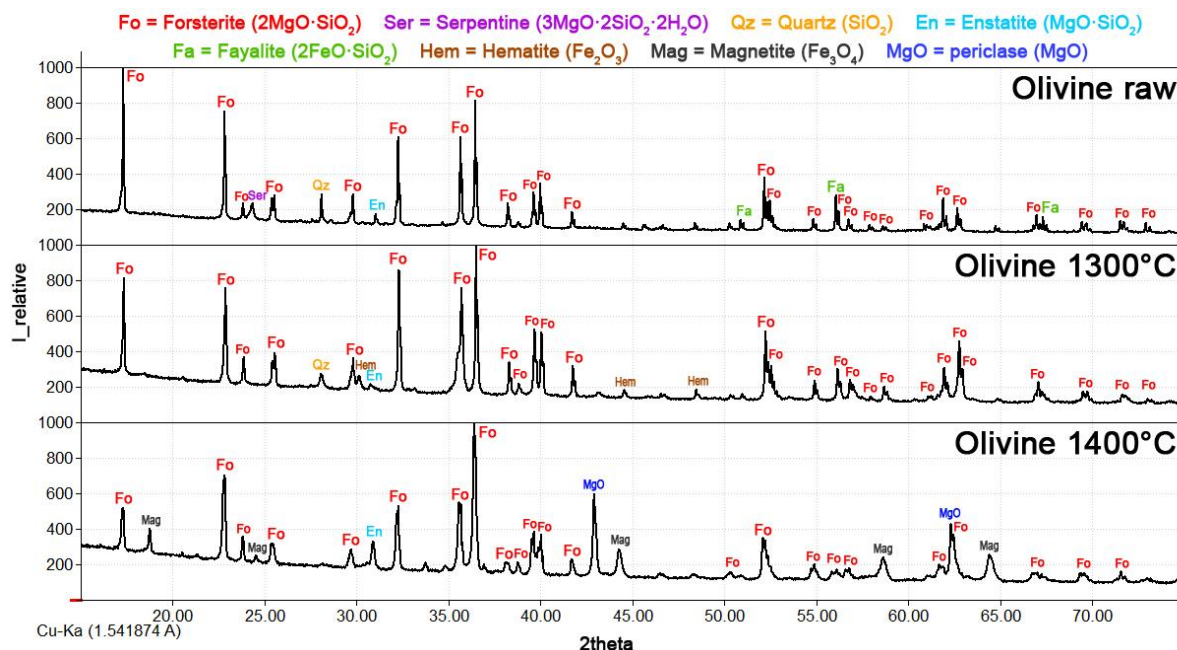 Fo = Forsterite (2MgO·SiO₂) Ser = Serpentine (3MgO·2SiO₂·2H₂O) Qz = Quartz (SiO₂) En = Enstatite (MgO·SiO₂)
Fa = Fayalite (2FeO·SiO₂) Hem = Hematite (Fe₂O₃) Mag = Magnetite (Fe₃O₄) MgO = periclase (MgO)
I_relative
1000
Olivine raw
800
600
400
200
Fo Fo Fo Ser Fo Qz Fo En Fo Fo Fo Fo Fo Fo Fo Fa Fo Fo Fo Fa Fo Fo Fo Fo Fo Fo Fo Fo Fa Fo Fo Fo
1000
Olivine 1300°C
800
600
400
200
Fo Fo Fo Fo Qz Fo Hem En Fo Fo Fo Fo Fo Fo Fo Fo Hem Hem Fo Fo Fo Fo Fo Fo Fo Fo Fo Fo Fo Fo Fo Fo
1000
Olivine 1400°C
800
600
400
200
Fo Mag Fo Fo Mag Fo Fo En Fo Fo Fo Fo Fo Fo Fo Fo MgO Mag Fo Fo Fo Fo Fo Mag Fo MgO Fo Mag Fo Fo Fo
20.00 25.00 30.00 35.00 40.00 45.00 50.00 55.00 60.00 65.00 70.00
Cu-Ka (1.541874 A)
2theta